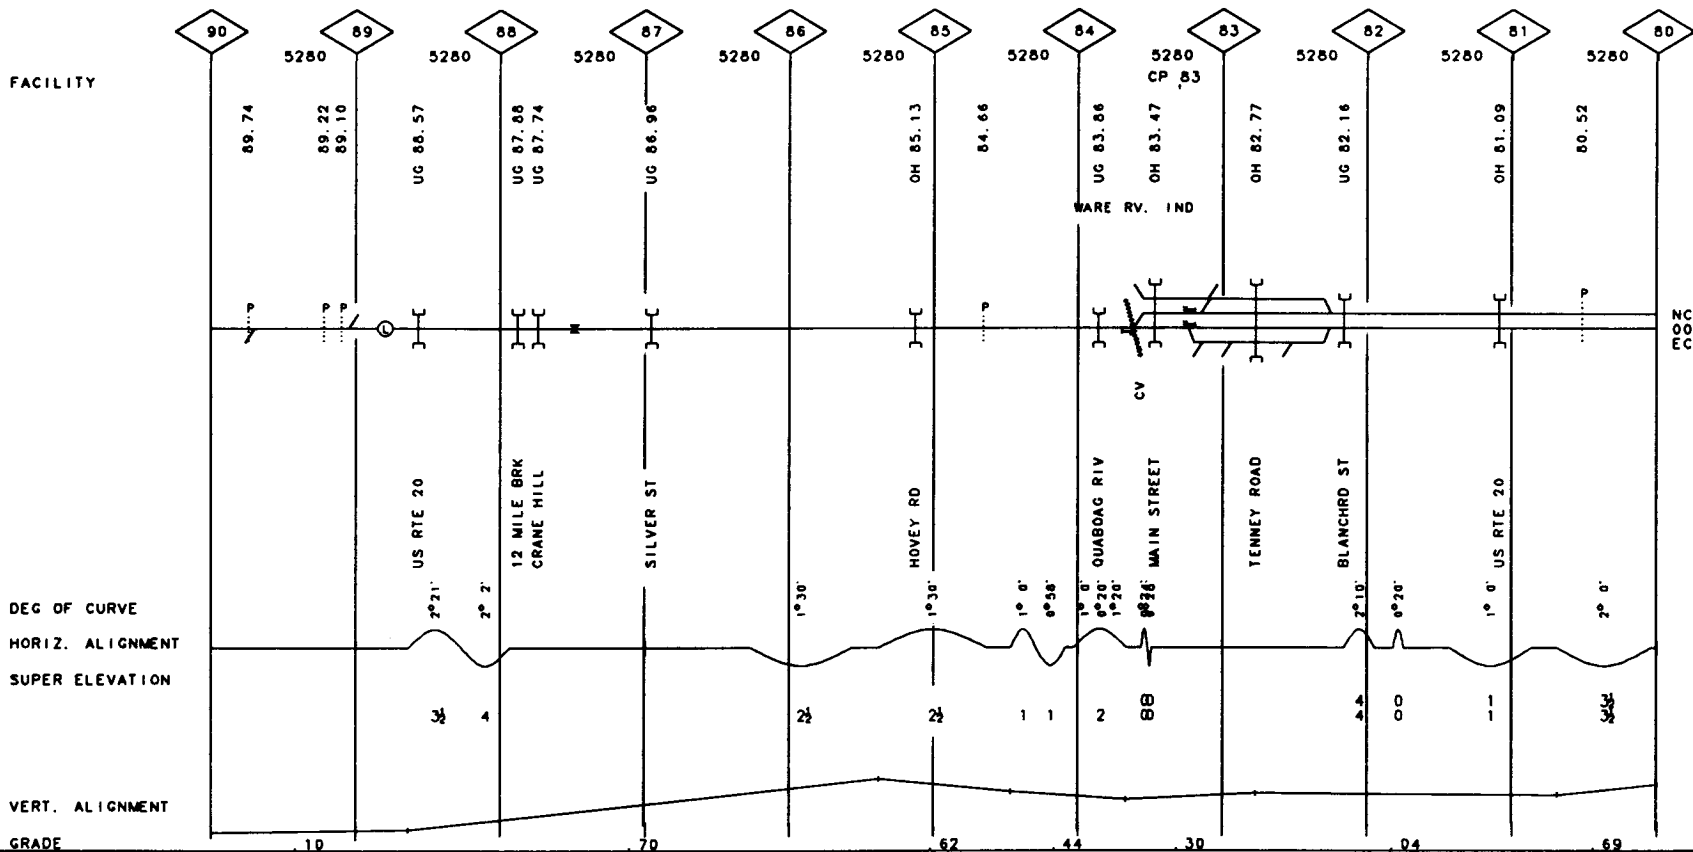 90 89 88 87 86 85 84 83 82 81 80
5280 5280 5280 5280 5280 5280 5280 5280 5280 5280
CP 83
FACILITY
89.74
89.22
89.10
UG 88.57
UG 87.88
UG 87.74
UG 86.96
OH 85.13
84.66
UG 83.86
OH 83.47
OH 82.77
UG 82.16
OH 81.09
80.52
WARE RV. IND
P P P P P
L
NC
00
EC
CV
US RTE 20
12 MILE BRK
CRANE HILL
SILVER ST
HOVEY RD
QUABOAG RIV
MAIN STREET
TENNEY ROAD
BLANCHRD ST
US RTE 20
DEG OF CURVE
2°21' 2° 2' 1°30' 1°30' 1° 0' 0°58' 1° 0' 0°20' 1°20' 2°10' 0°20' 1° 0' 2° 0'
HORIZ. ALIGNMENT
SUPER ELEVATION
4 0 1 3½
3½ 4 2½ 2½ 1 1 2 4 0 1 3½
VERT. ALIGNMENT
GRADE .10 .70 .62 .44 .30 .04 .69